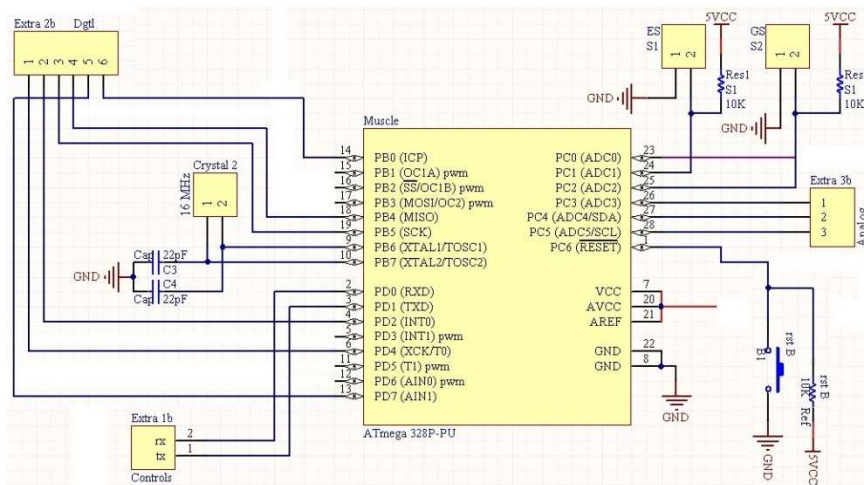 Extra 2b Dgtl
1 2 3 4 5 6
ES
S1
1 2
5VCC
Res1
S1
10K
GND
GS
S2
1 2
5VCC
Res
S1
10K
GND
Muscle
14 PB0 (ICP)
15 PB1 (OC1A) pwm
16 PB2 (SS/OC1B) pwm
17 PB3 (MOSI/OC2) pwm
18 PB4 (MISO)
19 PB5 (SCK)
9 PB6 (XTAL1/TOSC1)
10 PB7 (XTAL2/TOSC2)
2 PD0 (RXD)
3 PD1 (TXD)
4 PD2 (INT0)
5 PD3 (INT1) pwm
6 PD4 (XCK/T0)
11 PD5 (T1) pwm
12 PD6 (AIN0) pwm
13 PD7 (AIN1)
PC0 (ADC0) 23
PC1 (ADC1) 24
PC2 (ADC2) 25
PC3 (ADC3) 26
PC4 (ADC4/SDA) 27
PC5 (ADC5/SCL) 28
PC6 (RESET) 1
VCC 7
AVCC 20
AREF 21
GND 22
GND 8
ATmega 328P-PU
Crystal 2
16 MHz
1 2
Cap 22pF
C3
GND
C4
Cap 22pF
Extra 1b
rx 2
tx 1
Controls
Extra 3b
1
2
3
Analog
GND
rst B
B1
GND
rst B
10K
Ref
5VCC